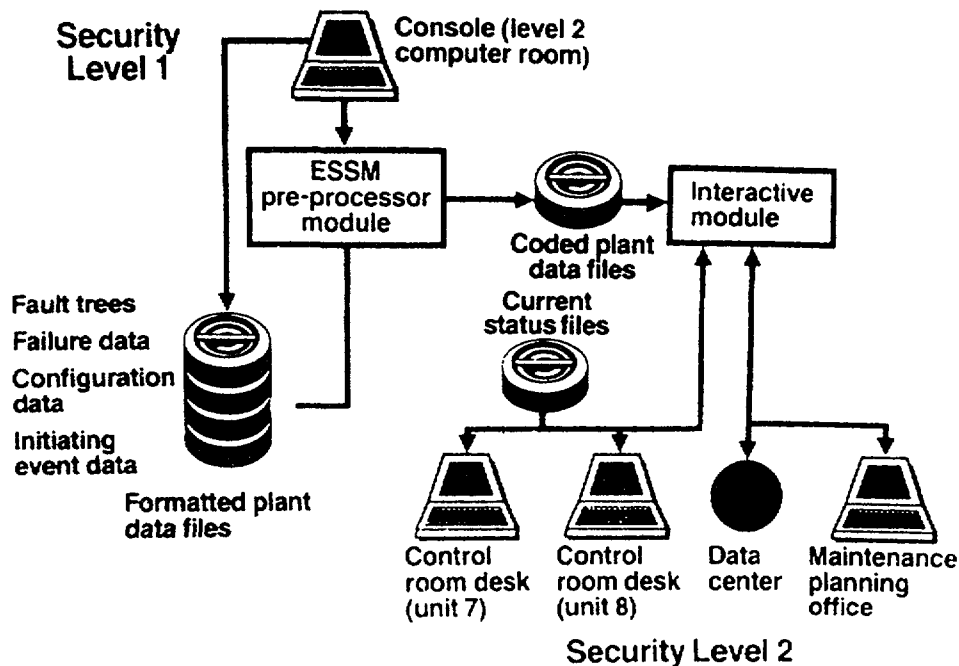 Security
Level 1
Console (level 2
computer room)
ESSM
pre-processor
module
Interactive
module
Coded plant
data files
Current
status files
Fault trees
Failure data
Configuration
data
Initiating
event data
Formatted plant
data files
Control
room desk
(unit 7)
Control
room desk
(unit 8)
Data
center
Maintenance
planning
office
Security Level 2